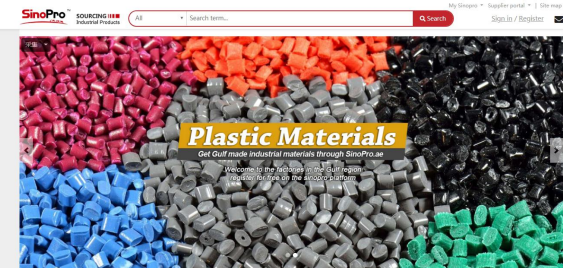 My Sinopro
Supplier portal
Site map
SinoPro™
SOURCING
Industrial Products
All
Search term...
Search
Sign in / Register
Plastic Materials
Get Gulf made industrial materials through SinoPro.ae
Welcome to the factories in the Gulf region
register for free on the sinopro platform